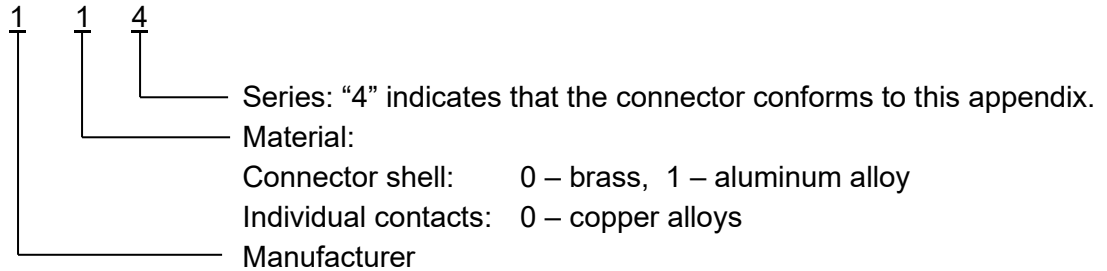 1 1 4
Series: “4” indicates that the connector conforms to this appendix.
Material:
Connector shell: 0 – brass, 1 – aluminum alloy
Individual contacts: 0 – copper alloys
Manufacturer